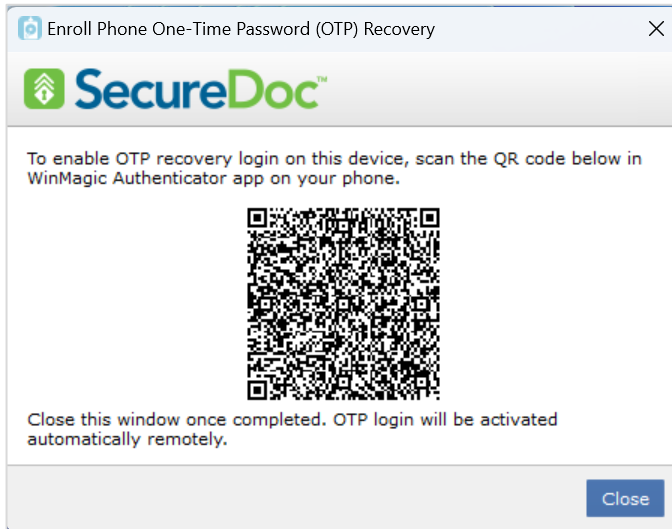 Enroll Phone One-Time Password (OTP) Recovery
SecureDoc™
To enable OTP recovery login on this device, scan the QR code below in
WinMagic Authenticator app on your phone.
Close this window once completed. OTP login will be activated
automatically remotely.
Close